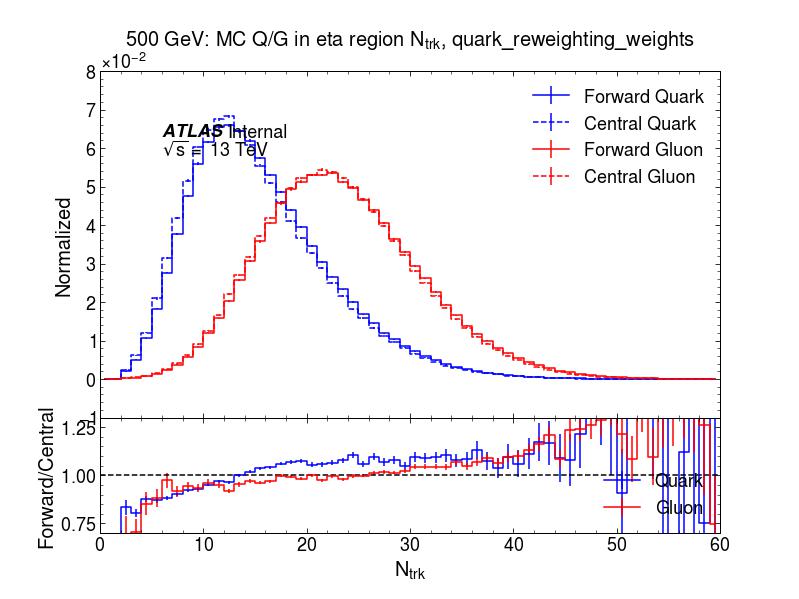 500 GeV: MC Q/G in eta region N_trk, quark_reweighting_weights
×10⁻²
8
7
6
5
4
3
2
1
0
−1
Normalized
ATLAS Internal
√s = 13 TeV
Forward Quark
Central Quark
Forward Gluon
Central Gluon
1.25
1.00
0.75
Forward/Central
Quark
Gluon
0 10 20 30 40 50 60
N_trk